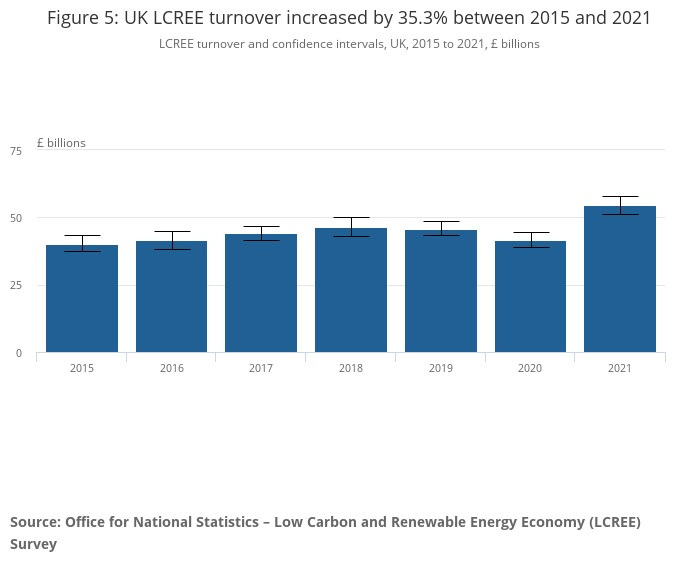 Figure 5: UK LCREE turnover increased by 35.3% between 2015 and 2021
LCREE turnover and confidence intervals, UK, 2015 to 2021, £ billions
£ billions
75
50
25
0
2015 2016 2017 2018 2019 2020 2021
Source: Office for National Statistics – Low Carbon and Renewable Energy Economy (LCREE)
Survey